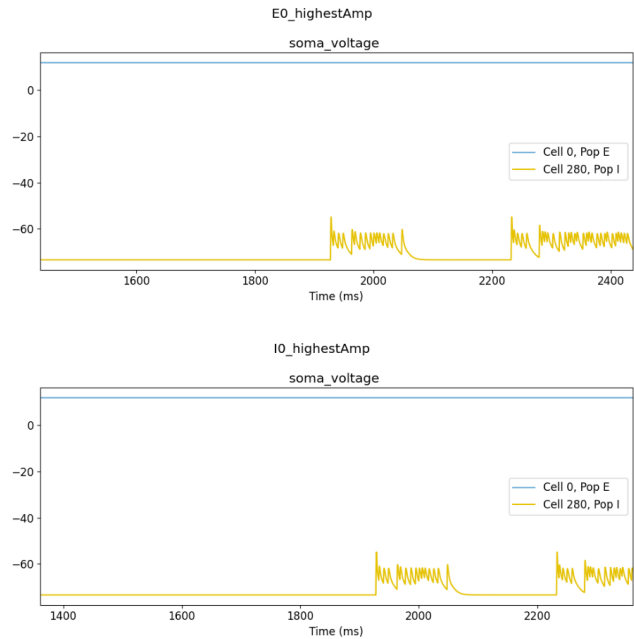 E0_highestAmp
soma_voltage
0
−20
−40
−60
Cell 0, Pop E
Cell 280, Pop I
1600 1800 2000 2200 2400
Time (ms)
I0_highestAmp
soma_voltage
0
−20
−40
−60
Cell 0, Pop E
Cell 280, Pop I
1400 1600 1800 2000 2200
Time (ms)